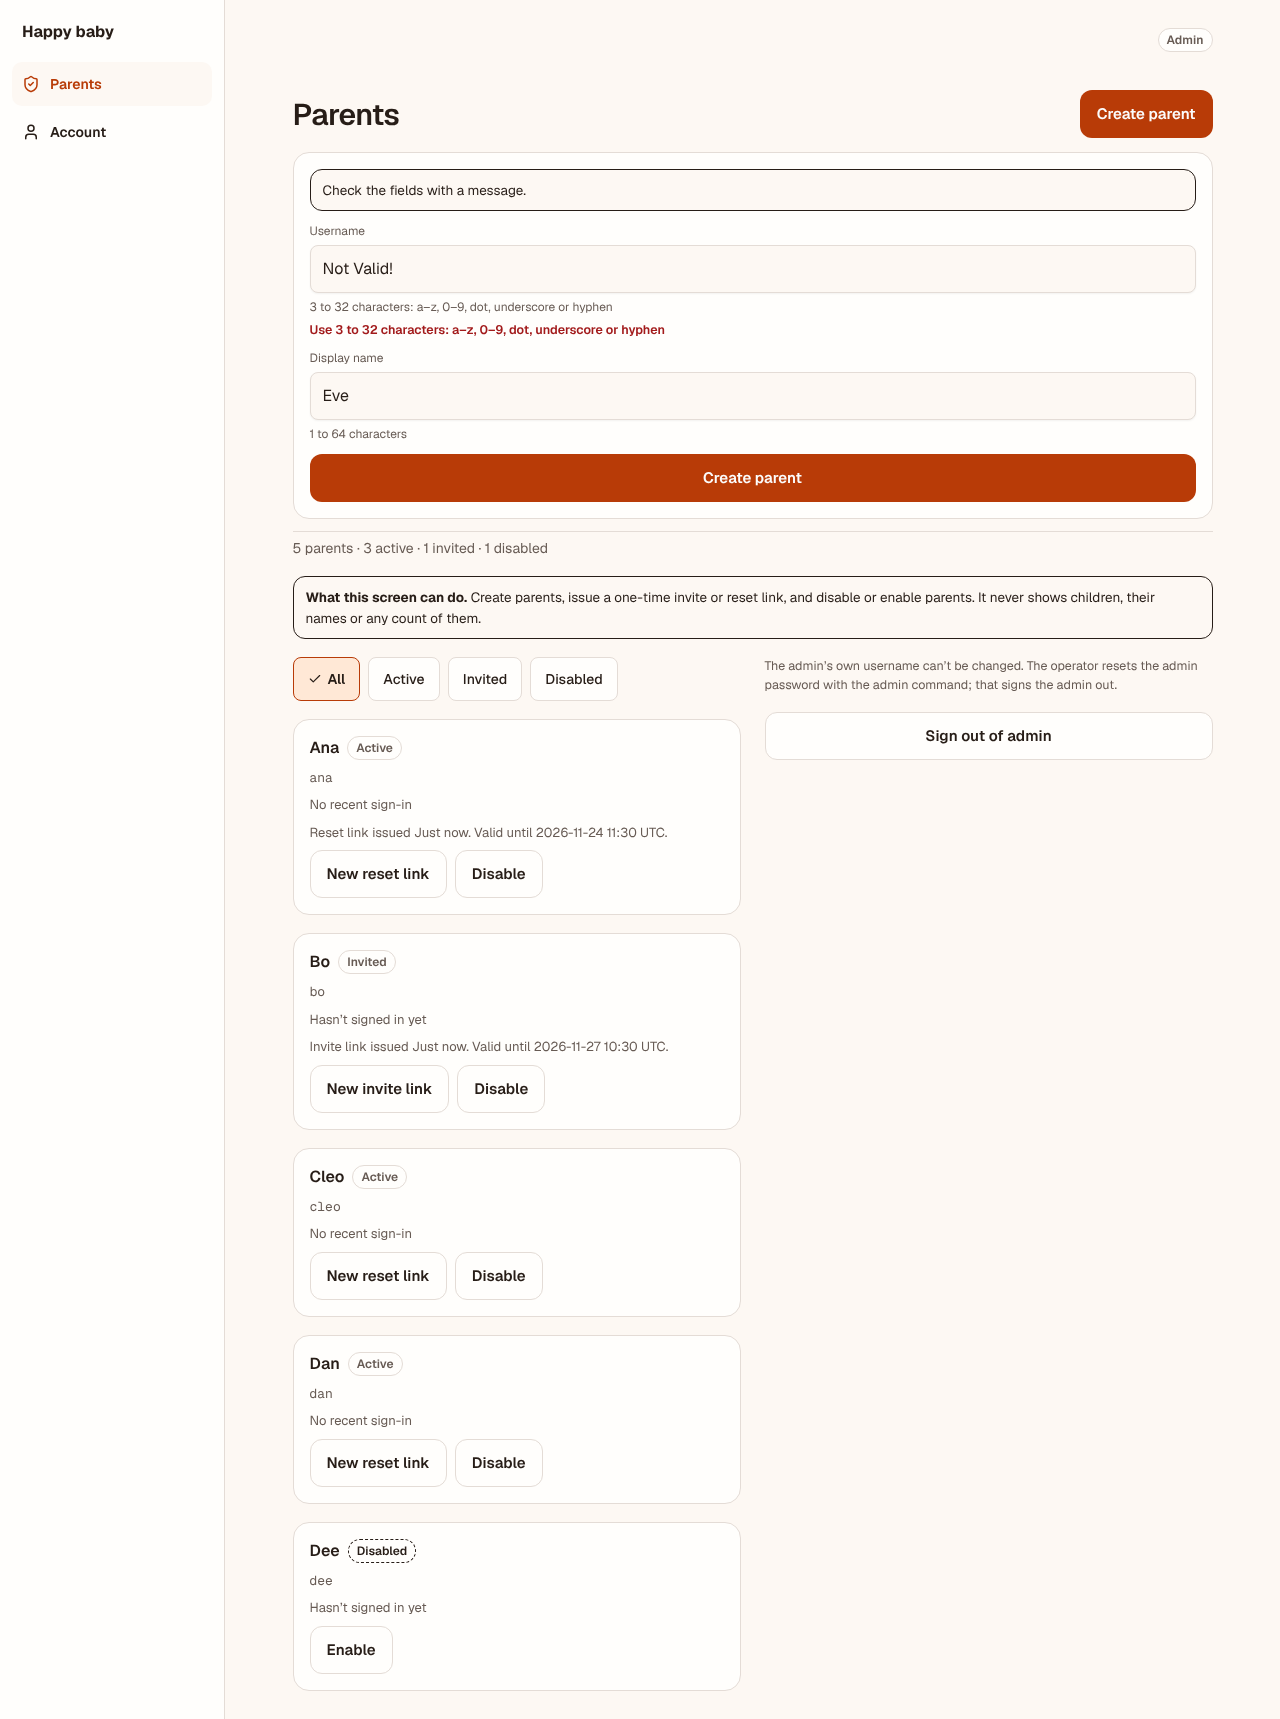 Happy baby
Parents
Account
Admin
Parents
Create parent
Check the fields with a message.
Username
Not Valid!
3 to 32 characters: a–z, 0–9, dot, underscore or hyphen
Use 3 to 32 characters: a–z, 0–9, dot, underscore or hyphen
Display name
Eve
1 to 64 characters
Create parent
5 parents · 3 active · 1 invited · 1 disabled
What this screen can do. Create parents, issue a one-time invite or reset link, and disable or enable parents. It never shows children, their
names or any count of them.
All
Active
Invited
Disabled
Ana Active
ana
No recent sign-in
Reset link issued Just now. Valid until 2026-11-24 11:30 UTC.
New reset link
Disable
Bo Invited
bo
Hasn't signed in yet
Invite link issued Just now. Valid until 2026-11-27 10:30 UTC.
New invite link
Disable
Cleo Active
cleo
No recent sign-in
New reset link
Disable
Dan Active
dan
No recent sign-in
New reset link
Disable
Dee Disabled
dee
Hasn't signed in yet
Enable
The admin's own username can't be changed. The operator resets the admin
password with the admin command; that signs the admin out.
Sign out of admin